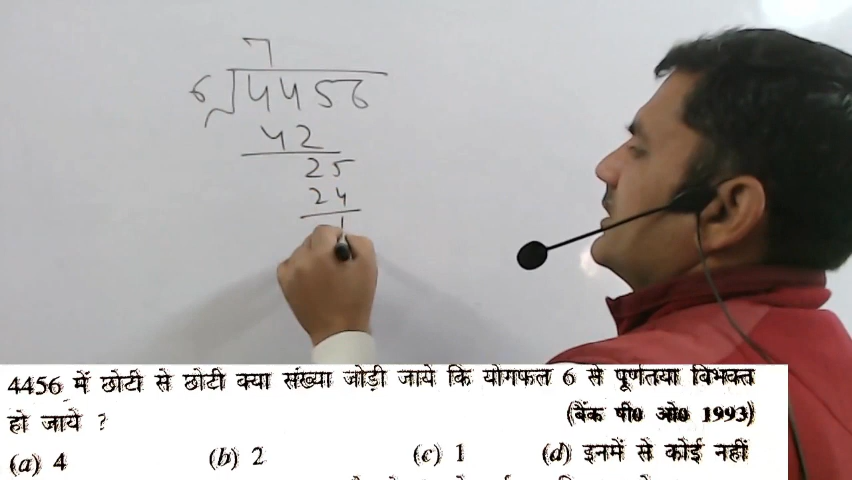 7
6 4456
42
25
24
1
4456 में छोटी से छोटी क्या संख्या जोड़ी जाये कि योगफल 6 से पूर्णतया विभक्त
हो जाये ? (बैंक पी० ओ० 1993)
(a) 4 (b) 2 (c) 1 (d) इनमें से कोई नहीं